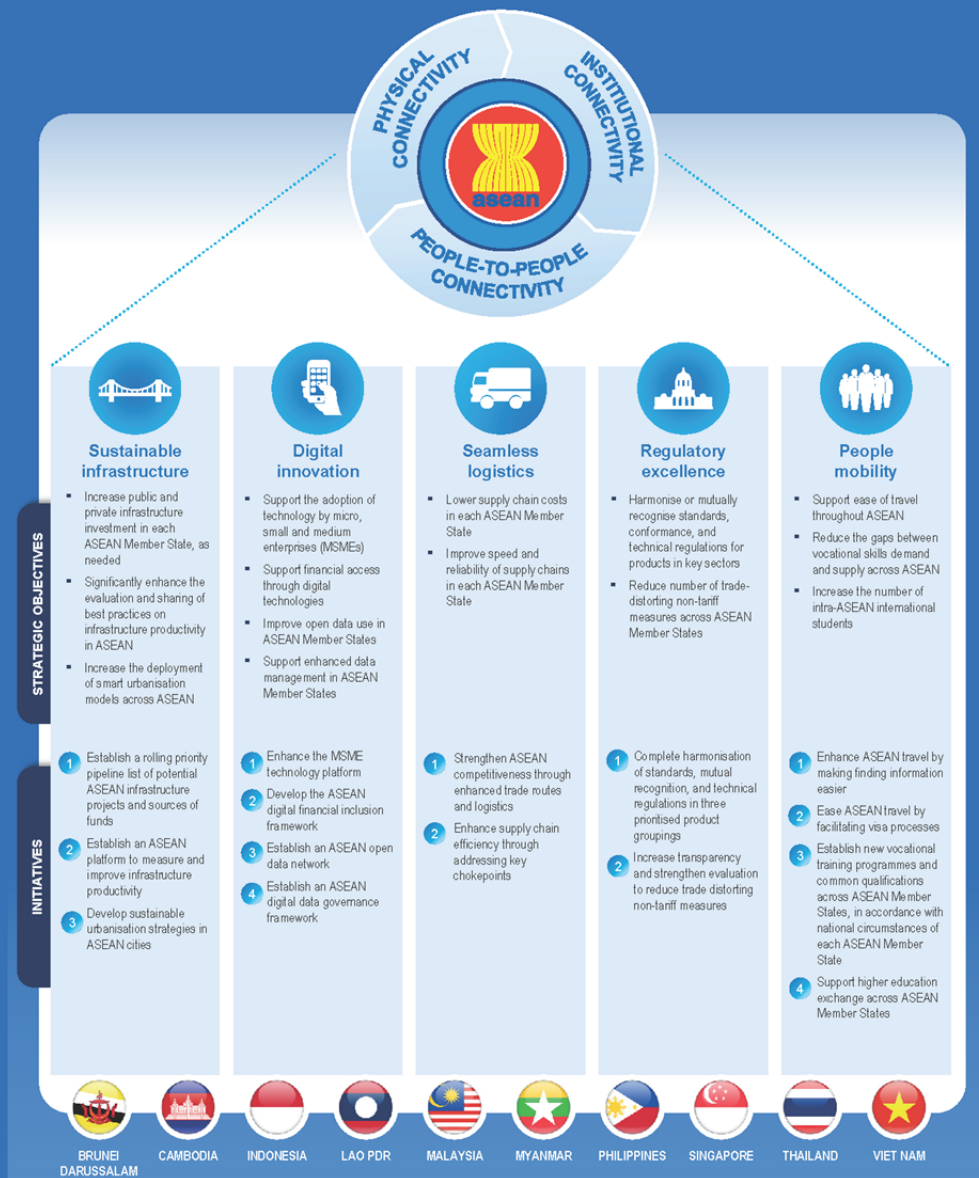 PHYSICAL
CONNECTIVITY
INSTITIUTIONAL
CONNECTIVITY
asean
PEOPLE-TO-PEOPLE
CONNECTIVITY
Sustainable
infrastructure
Digital
innovation
Seamless
logistics
Regulatory
excellence
People
mobility
STRATEGIC OBJECTIVES
▪ Increase public and
private infrastructure
investment in each
ASEAN Member State, as
needed
▪ Significantly enhance the
evaluation and sharing of
best practices on
infrastructure productivity
in ASEAN
▪ Increase the deployment
of smart urbanisation
models across ASEAN
▪ Support the adoption of
technology by micro,
small and medium
enterprises (MSMEs)
▪ Support financial access
through digital
technologies
▪ Improve open data use in
ASEAN Member States
▪ Support enhanced data
management in ASEAN
Member States
▪ Lower supply chain costs
in each ASEAN Member
State
▪ Improve speed and
reliability of supply chains
in each ASEAN Member
State
▪ Harmonise or mutually
recognise standards,
conformance, and
technical regulations for
products in key sectors
▪ Reduce number of trade-
distorting non-tariff
measures across ASEAN
Member States
▪ Support ease of travel
throughout ASEAN
▪ Reduce the gaps between
vocational skills demand
and supply across ASEAN
▪ Increase the number of
intra-ASEAN international
students
INITIATIVES
1 Establish a rolling priority
pipeline list of potential
ASEAN infrastructure
projects and sources of
funds
2 Establish an ASEAN
platform to measure and
improve infrastructure
productivity
3 Develop sustainable
urbanisation strategies in
ASEAN cities
1 Enhance the MSME
technology platform
2 Develop the ASEAN
digital financial inclusion
framework
3 Establish an ASEAN open
data network
4 Establish an ASEAN
digital data governance
framework
1 Strengthen ASEAN
competitiveness through
enhanced trade routes
and logistics
2 Enhance supply chain
efficiency through
addressing key
chokepoints
1 Complete harmonisation
of standards, mutual
recognition, and technical
regulations in three
prioritised product
groupings
2 Increase transparency
and strengthen evaluation
to reduce trade distorting
non-tariff measures
1 Enhance ASEAN travel by
making finding information
easier
2 Ease ASEAN travel by
facilitating visa processes
3 Establish new vocational
training programmes and
common qualifications
across ASEAN Member
States, in accordance with
national circumstances of
each ASEAN Member
State
4 Support higher education
exchange across ASEAN
Member States
BRUNEI
DARUSSALAM
CAMBODIA
INDONESIA
LAO PDR
MALAYSIA
MYANMAR
PHILIPPINES
SINGAPORE
THAILAND
VIET NAM